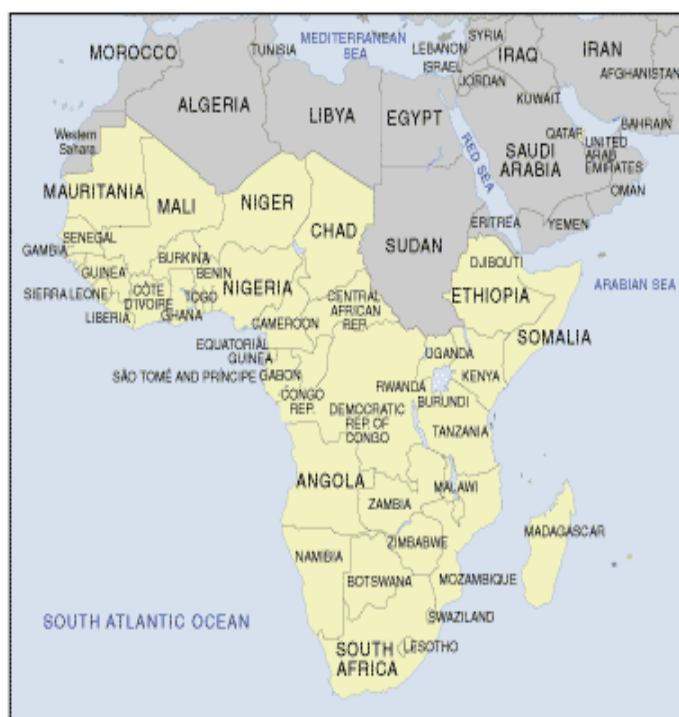 MOROCCO
TUNISIA
MEDITERRANEAN
SEA
LEBANON
ISRAEL
SYRIA
IRAQ
IRAN
JORDAN
AFGHANISTAN
KUWAIT
ALGERIA
LIBYA
EGYPT
Western
Sahara
QATAR
BAHRAIN
UNITED
ARAB
EMIRATES
SAUDI
ARABIA
RED SEA
OMAN
MAURITANIA
MALI
NIGER
CHAD
SUDAN
ERITREA
YEMEN
SENEGAL
GAMBIA
BURKINA
GUINEA
BENIN
NIGERIA
DJIBOUTI
ETHIOPIA
ARABIAN SEA
SIERRA LEONE
CÔTE
D'IVOIRE
TOGO
LIBERIA
GHANA
CENTRAL
AFRICAN
REP.
CAMEROON
SOMALIA
EQUATORIAL
GUINEA
UGANDA
SÃO TOMÉ AND PRÍNCIPE
GABON
KENYA
RWANDA
CONGO
REP.
DEMOCRATIC
REP. OF
CONGO
BURUNDI
TANZANIA
ANGOLA
MALAWI
ZAMBIA
MADAGASCAR
NAMIBIA
ZIMBABWE
BOTSWANA
MOZAMBIQUE
SOUTH ATLANTIC OCEAN
SWAZILAND
SOUTH
AFRICA
LESOTHO